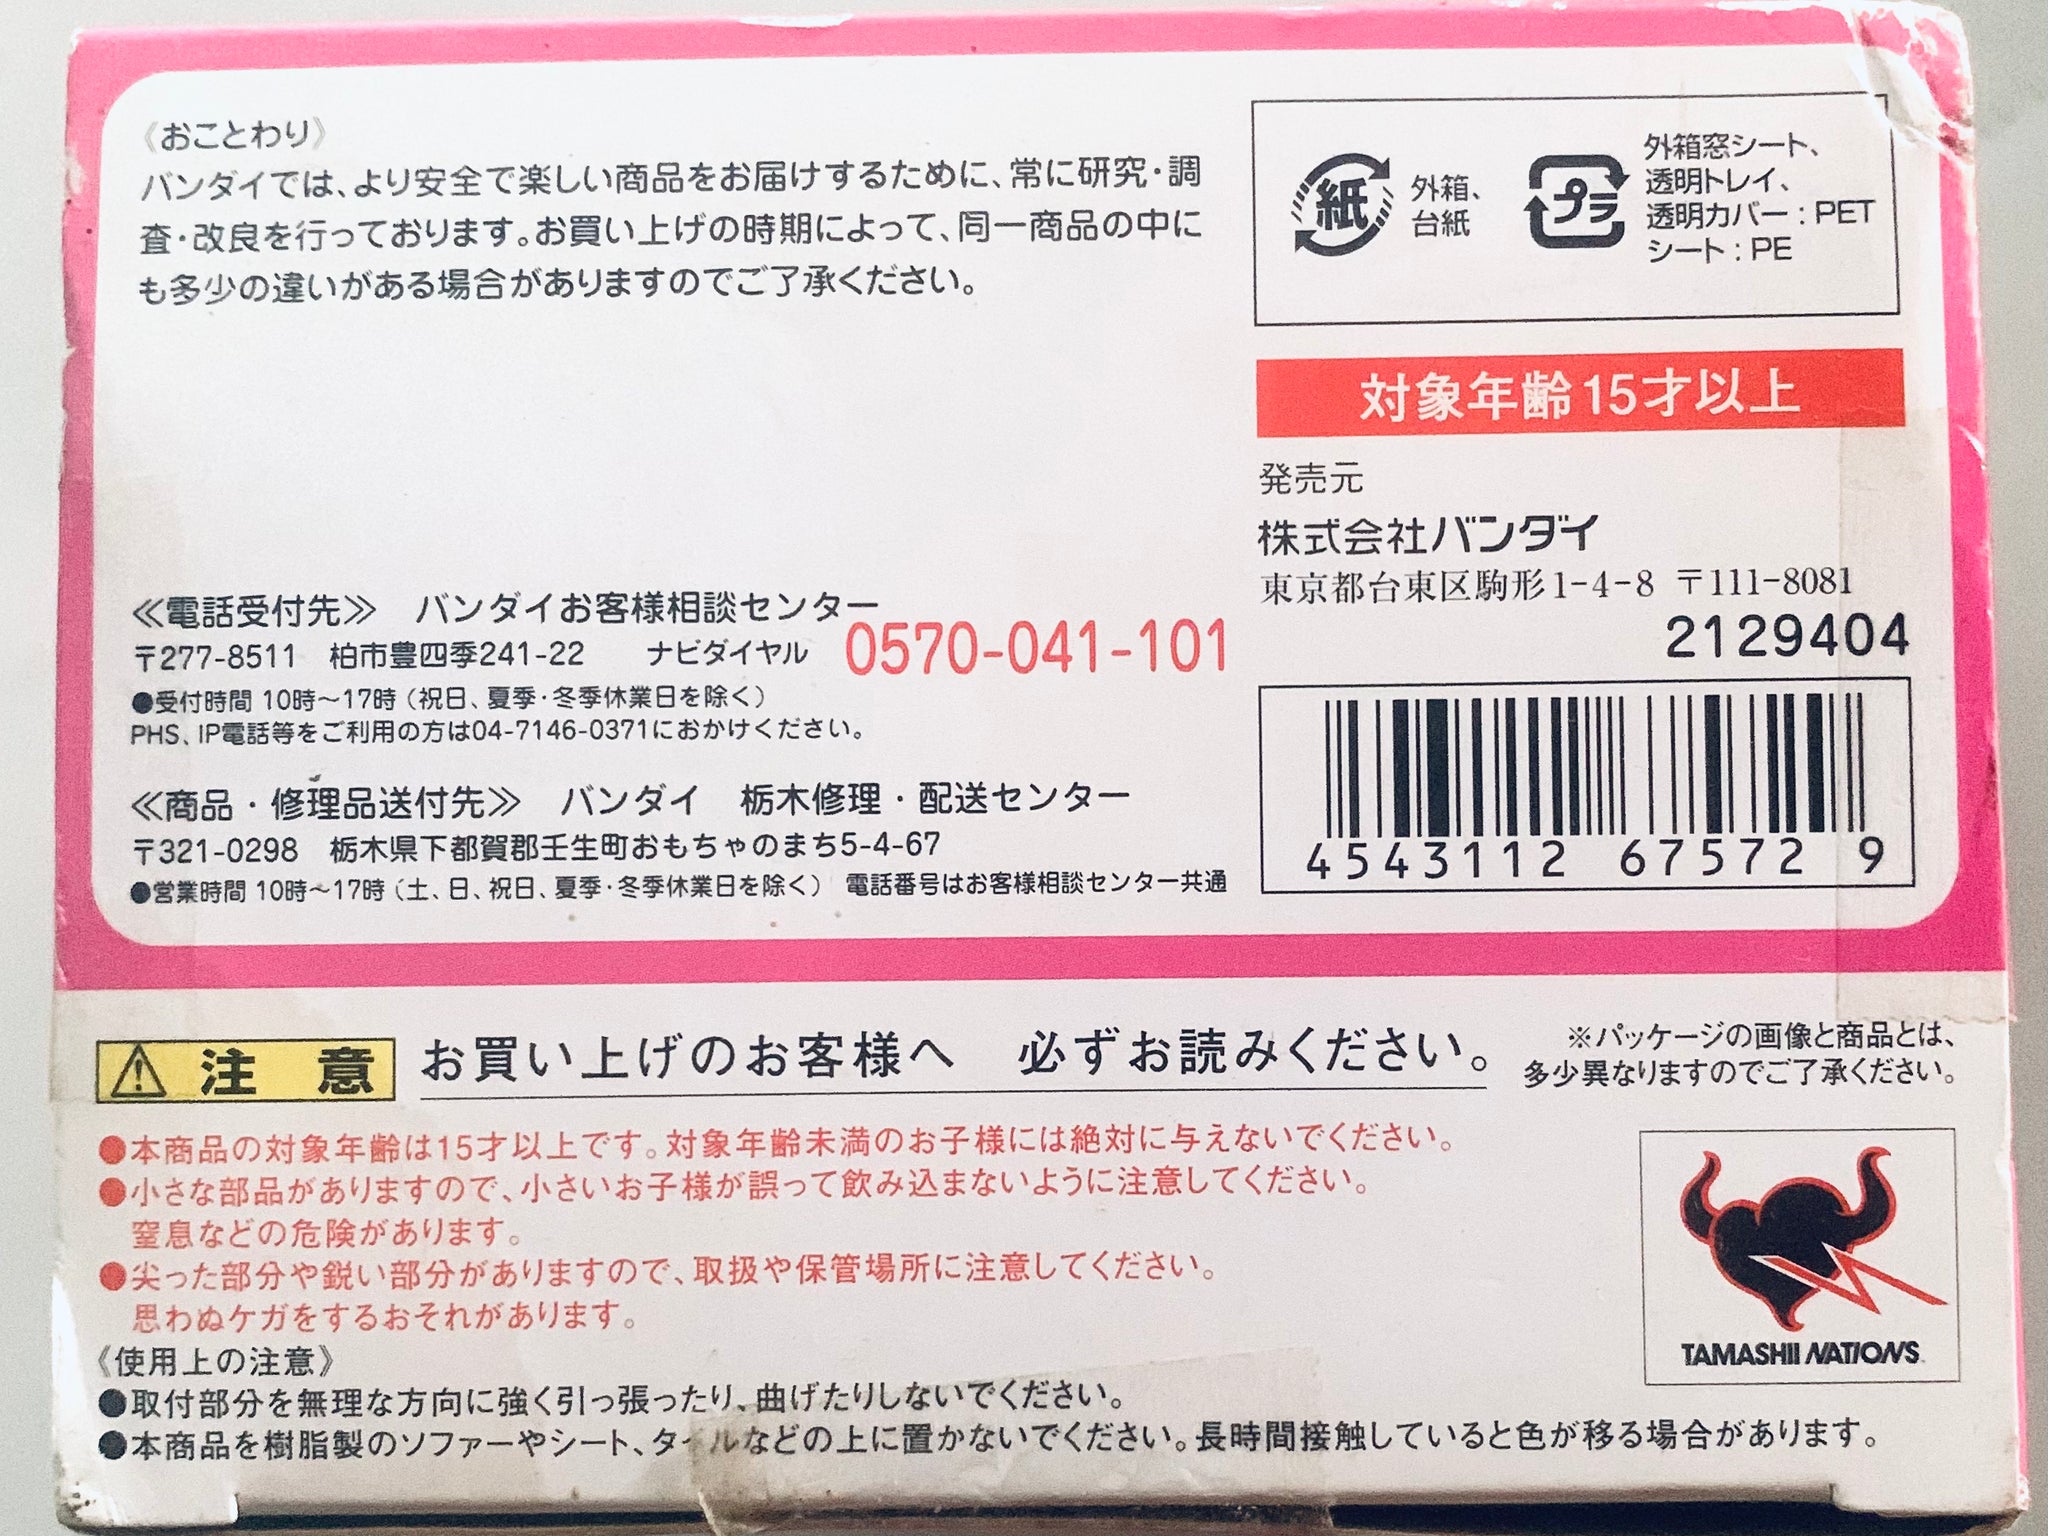 《おことわり》
バンダイでは、より安全で楽しい商品をお届けするために、常に研究・調
査・改良を行っております。お買い上げの時期によって、同一商品の中に
も多少の違いがある場合がありますのでご了承ください。
紙
外箱、
台紙
プラ
外箱窓シート、
透明トレイ、
透明カバー：PET
シート：PE
対象年齢15才以上
発売元
株式会社バンダイ
東京都台東区駒形1-4-8 〒111-8081
2129404
4543112 67572 9
≪電話受付先≫ バンダイお客様相談センター
〒277-8511 柏市豊四季241-22 ナビダイヤル 0570-041-101
●受付時間 10時～17時（祝日、夏季・冬季休業日を除く）
PHS、IP電話等をご利用の方は04-7146-0371におかけください。
≪商品・修理品送付先≫ バンダイ 栃木修理・配送センター
〒321-0298 栃木県下都賀郡壬生町おもちゃのまち5-4-67
●営業時間 10時～17時（土、日、祝日、夏季・冬季休業日を除く） 電話番号はお客様相談センター共通
注 意 お買い上げのお客様へ 必ずお読みください。
※パッケージの画像と商品とは、
多少異なりますのでご了承ください。
●本商品の対象年齢は15才以上です。対象年齢未満のお子様には絶対に与えないでください。
●小さな部品がありますので、小さいお子様が誤って飲み込まないように注意してください。
窒息などの危険があります。
●尖った部分や鋭い部分がありますので、取扱や保管場所に注意してください。
思わぬケガをするおそれがあります。
《使用上の注意》
●取付部分を無理な方向に強く引っ張ったり、曲げたりしないでください。
●本商品を樹脂製のソファーやシート、タイルなどの上に置かないでください。長時間接触していると色が移る場合があります。
TAMASHII NATIONS